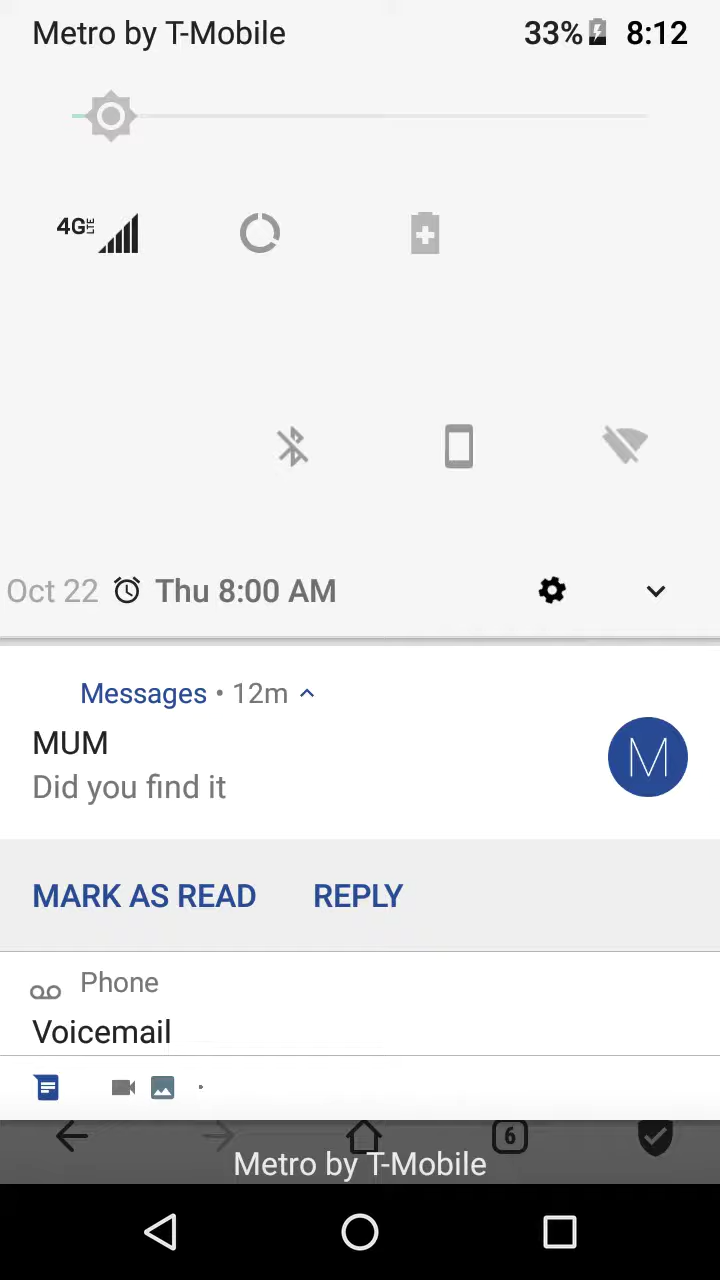 Metro by T-Mobile 33% 8:12
4G LTE
Oct 22 Thu 8:00 AM
Messages • 12m
MUM
M
Did you find it
MARK AS READ REPLY
Phone
Voicemail
6
Metro by T-Mobile